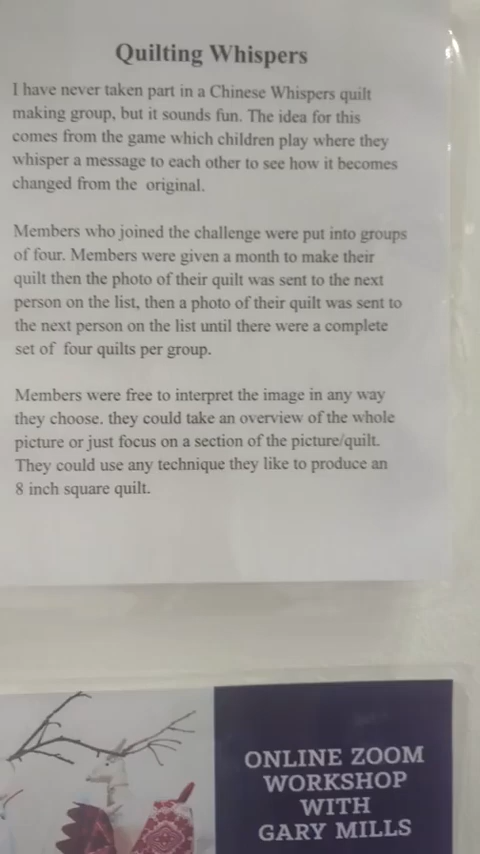 Quilting Whispers
I have never taken part in a Chinese Whispers quilt
making group, but it sounds fun. The idea for this
comes from the game which children play where they
whisper a message to each other to see how it becomes
changed from the original.
Members who joined the challenge were put into groups
of four. Members were given a month to make their
quilt then the photo of their quilt was sent to the next
person on the list, then a photo of their quilt was sent to
the next person on the list until there were a complete
set of four quilts per group.
Members were free to interpret the image in any way
they choose. they could take an overview of the whole
picture or just focus on a section of the picture/quilt.
They could use any technique they like to produce an
8 inch square quilt.
ONLINE ZOOM
WORKSHOP
WITH
GARY MILLS